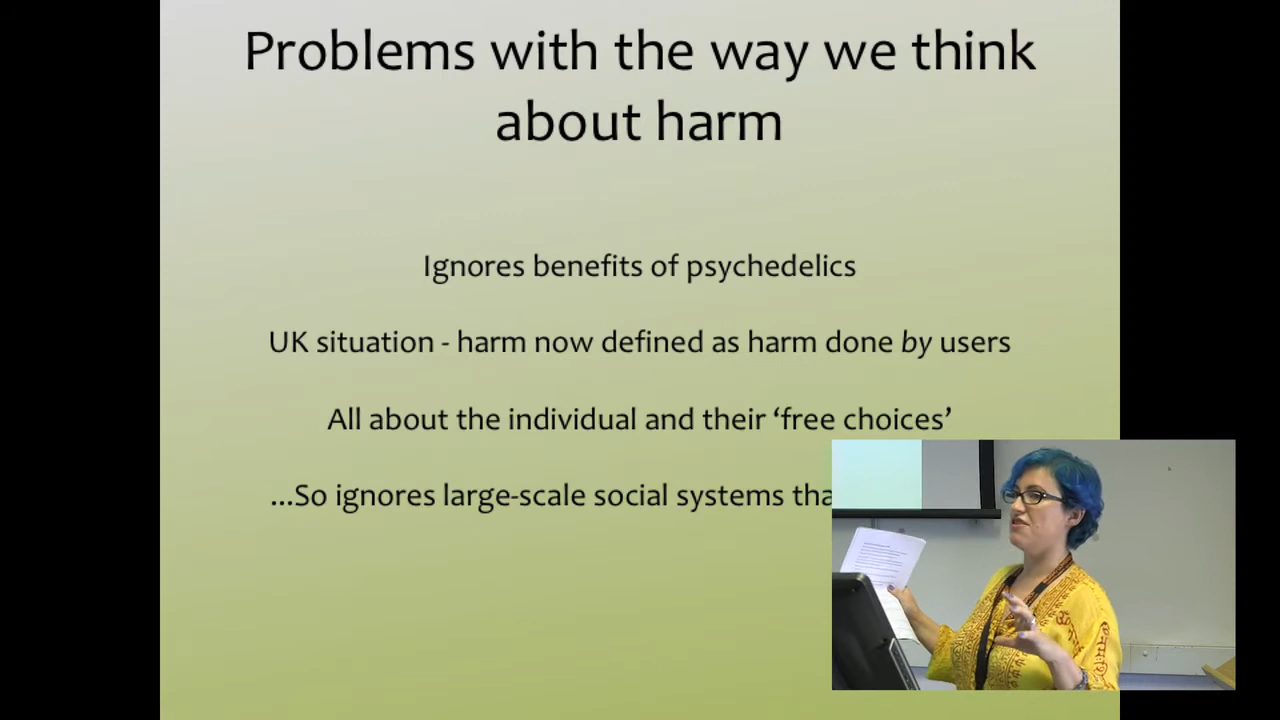 Problems with the way we think
about harm
Ignores benefits of psychedelics
UK situation - harm now defined as harm done by users
All about the individual and their ‘free choices’
...So ignores large-scale social systems tha